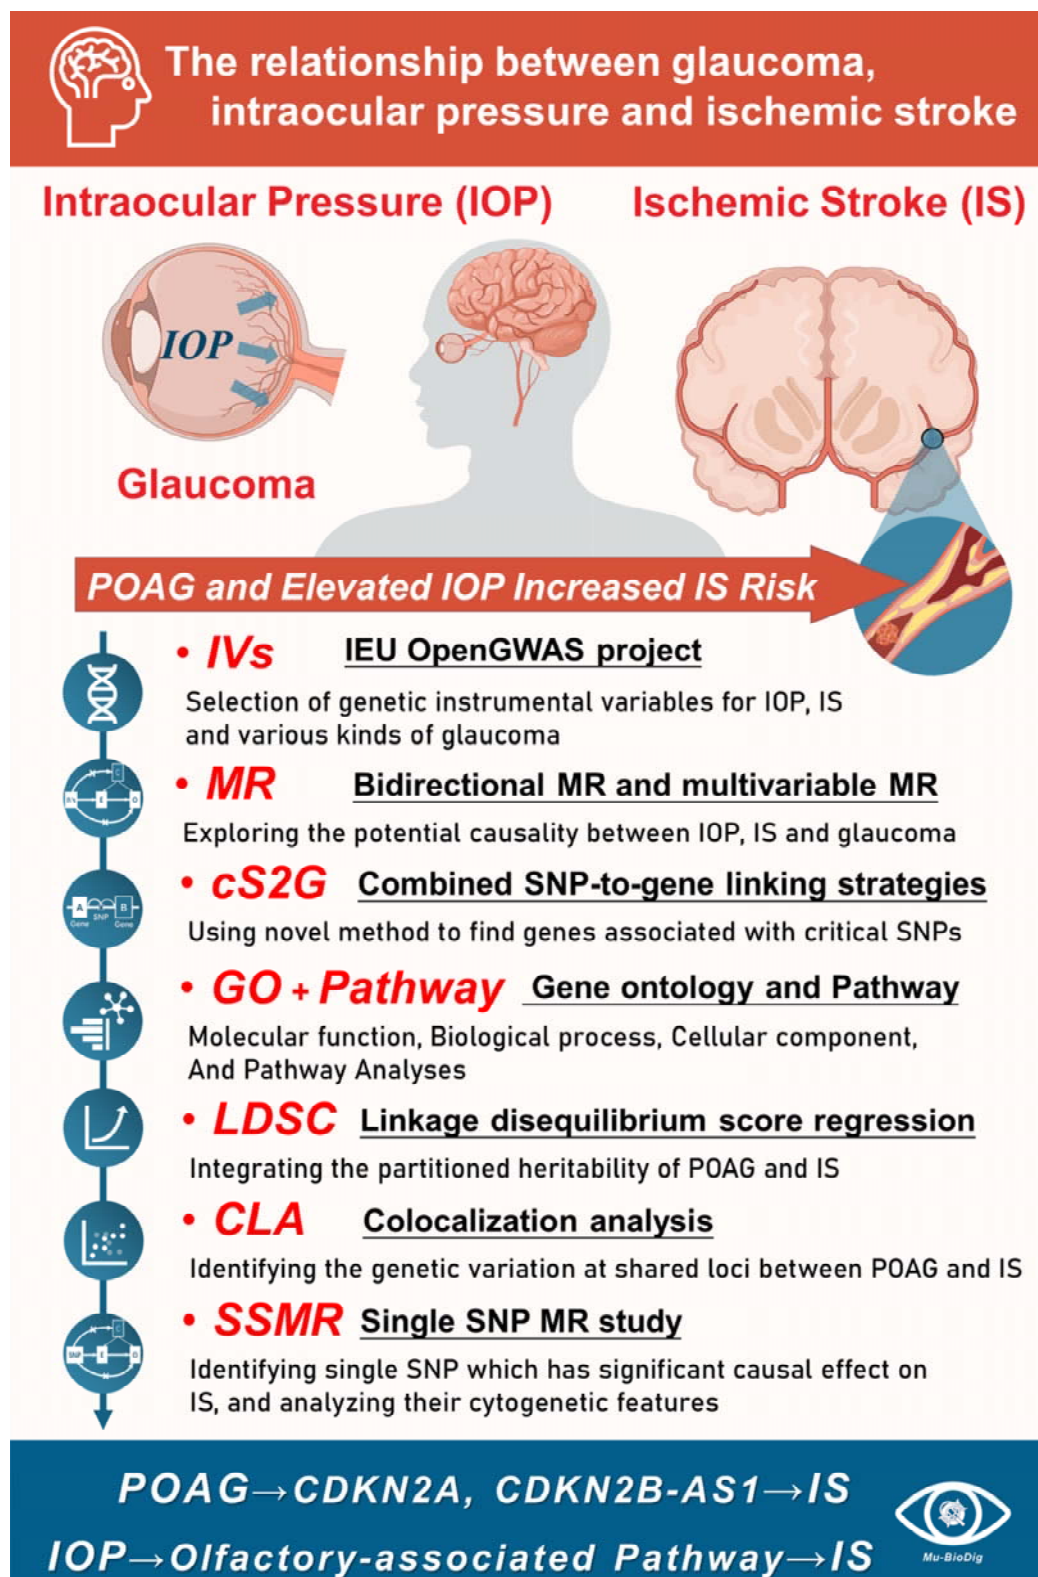 The relationship between glaucoma,
intraocular pressure and ischemic stroke
Intraocular Pressure (IOP)
Ischemic Stroke (IS)
IOP
Glaucoma
POAG and Elevated IOP Increased IS Risk
• IVs IEU OpenGWAS project
Selection of genetic instrumental variables for IOP, IS
and various kinds of glaucoma
• MR Bidirectional MR and multivariable MR
C
IVs E O
Exploring the potential causality between IOP, IS and glaucoma
• cS2G Combined SNP-to-gene linking strategies
A B
Gene SNP Gene
Using novel method to find genes associated with critical SNPs
• GO + Pathway Gene ontology and Pathway
Molecular function, Biological process, Cellular component,
And Pathway Analyses
• LDSC Linkage disequilibrium score regression
Integrating the partitioned heritability of POAG and IS
• CLA Colocalization analysis
Identifying the genetic variation at shared loci between POAG and IS
• SSMR Single SNP MR study
C
SNP E O
Identifying single SNP which has significant causal effect on
IS, and analyzing their cytogenetic features
POAG→CDKN2A, CDKN2B-AS1→IS
IOP→Olfactory-associated Pathway→IS
Mu-BioDig